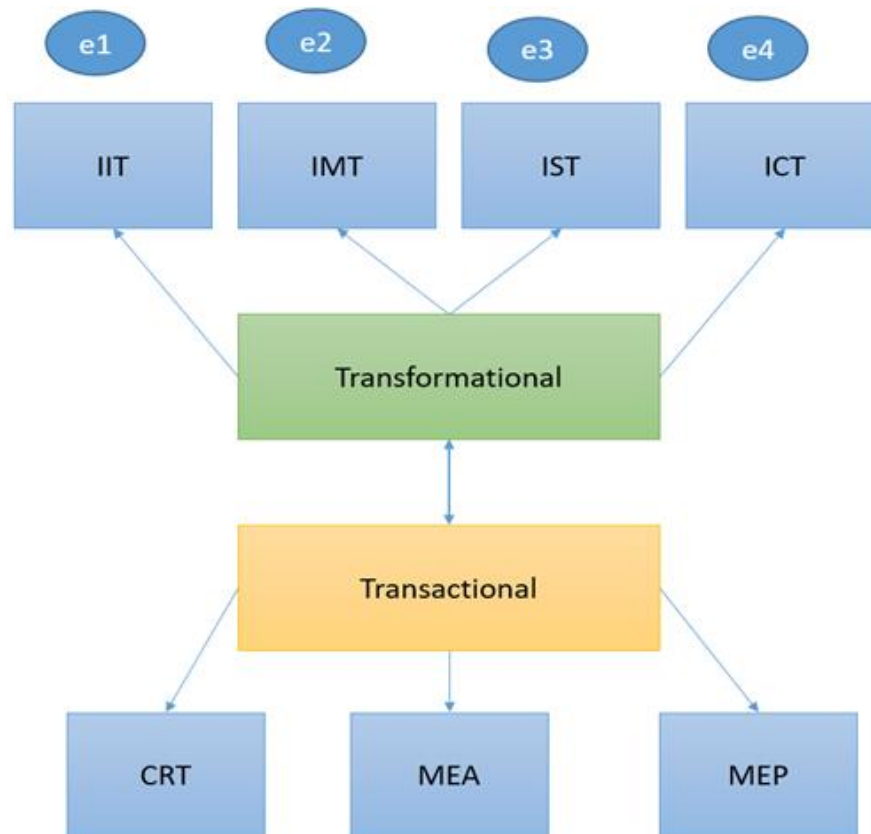 e1
e2
e3
e4
IIT
IMT
IST
ICT
Transformational
Transactional
CRT
MEA
MEP